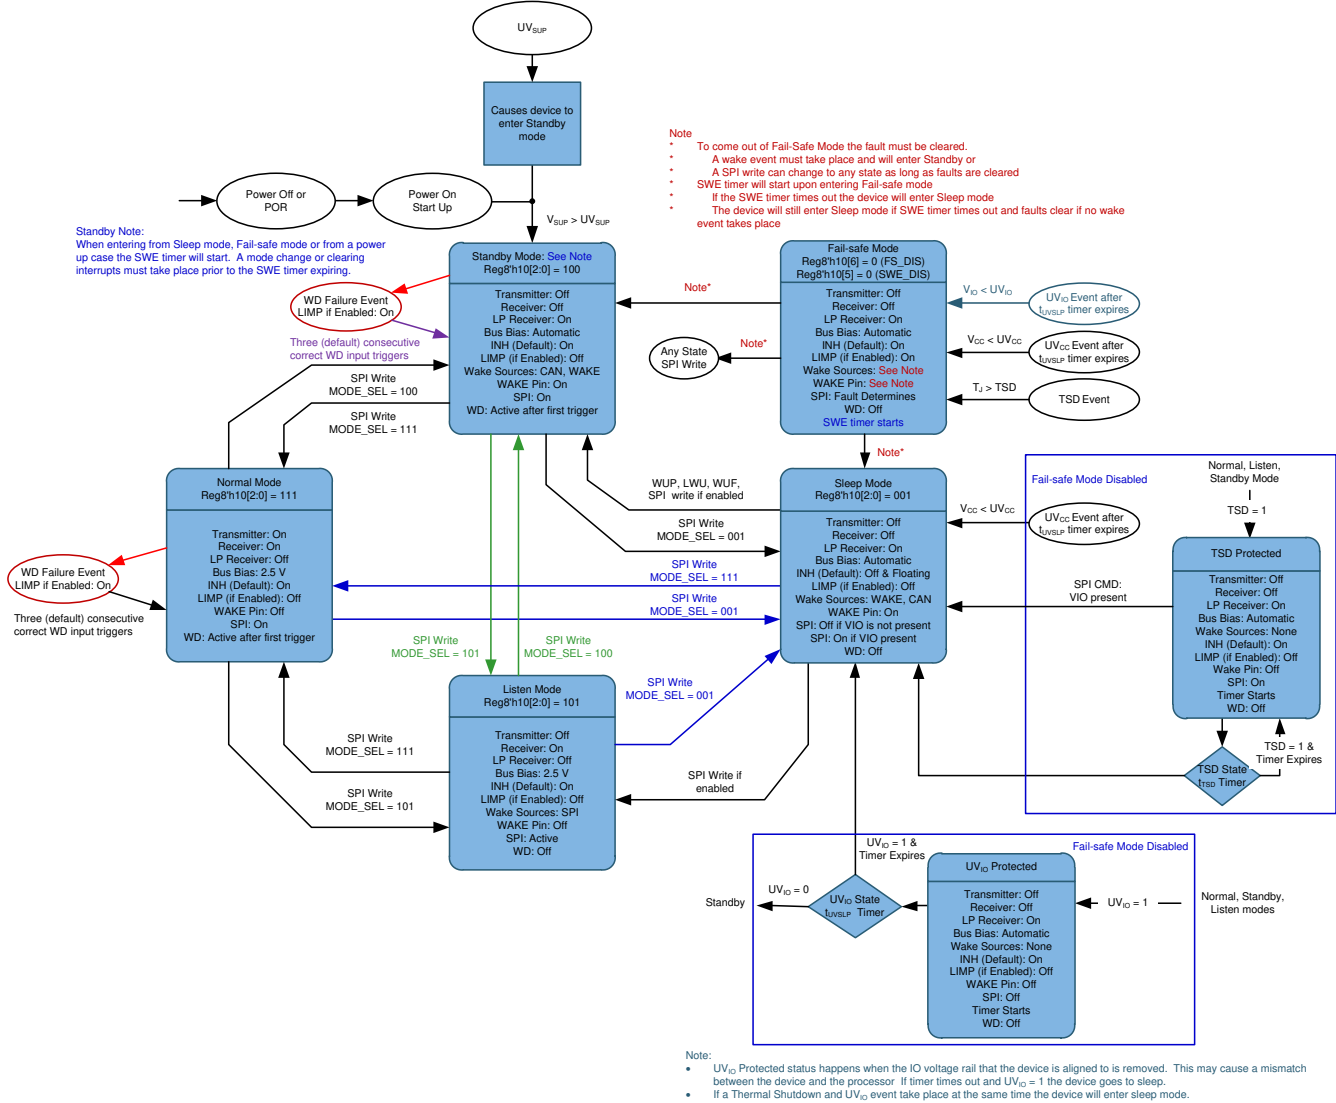 UVSUP
Causes device to
enter Standby
mode
Power Off or
POR
Power On
Start Up
VSUP > UVSUP
Note
* To come out of Fail-Safe Mode the fault must be cleared.
* A wake event must take place and will enter Standby or
* A SPI write can change to any state as long as faults are cleared
* SWE timer will start upon entering Fail-safe mode
* If the SWE timer times out the device will enter Sleep mode
* The device will still enter Sleep mode if SWE timer times out and faults clear if no wake
event takes place
Standby Note:
When entering from Sleep mode, Fail-safe mode or from a power
up case the SWE timer will start. A mode change or clearing
interrupts must take place prior to the SWE timer expiring.
Standby Mode: See Note
Reg8'h10[2:0] = 100
Transmitter: Off
Receiver: Off
LP Receiver: On
Bus Bias: Automatic
INH (Default): On
LIMP (if Enabled): Off
Wake Sources: CAN, WAKE
WAKE Pin: On
SPI: On
WD: Active after first trigger
WD Failure Event
LIMP if Enabled: On
Three (default) consecutive
correct WD input triggers
SPI Write
MODE_SEL = 100
SPI Write
MODE_SEL = 111
Fail-safe Mode
Reg8'h10[6] = 0 (FS_DIS)
Reg8'h10[5] = 0 (SWE_DIS)
Transmitter: Off
Receiver: Off
LP Receiver: On
Bus Bias: Automatic
INH (Default): On
LIMP (if Enabled): On
Wake Sources: See Note
WAKE Pin: See Note
SPI: Fault Determines
WD: Off
SWE timer starts
Note*
Note*
Any State
SPI Write
VIO < UVIO
UVIO Event after
tUVSLP timer expires
VCC < UVCC
UVCC Event after
tUVSLP timer expires
TJ > TSD
TSD Event
Note*
Normal Mode
Reg8'h10[2:0] = 111
Transmitter: On
Receiver: On
LP Receiver: Off
Bus Bias: 2.5 V
INH (Default): On
LIMP (if Enabled): Off
WAKE Pin: Off
SPI: On
WD: Active after first trigger
WD Failure Event
LIMP if Enabled: On
Three (default) consecutive
correct WD input triggers
WUP, LWU, WUF,
SPI write if enabled
SPI Write
MODE_SEL = 001
SPI Write
MODE_SEL = 111
SPI Write
MODE_SEL = 001
Sleep Mode
Reg8'h10[2:0] = 001
Transmitter: Off
Receiver: Off
LP Receiver: On
Bus Bias: Automatic
INH (Default): Off & Floating
LIMP (if Enabled): Off
Wake Sources: WAKE, CAN
WAKE Pin: On
SPI: Off if VIO is not present
SPI: On if VIO present
WD: Off
VCC < UVCC
UVCC Event after
tUVSLP timer expires
Fail-safe Mode Disabled
Normal, Listen,
Standby Mode
TSD = 1
TSD Protected
Transmitter: Off
Receiver: Off
LP Receiver: On
Bus Bias: Automatic
Wake Sources: None
INH (Default): On
LIMP (if Enabled): Off
Wake Pin: Off
SPI: On
Timer Starts
WD: Off
SPI CMD:
VIO present
TSD = 1 &
Timer Expires
TSD State
tTSD Timer
SPI Write
MODE_SEL = 101
SPI Write
MODE_SEL = 100
SPI Write
MODE_SEL = 001
Listen Mode
Reg8'h10[2:0] = 101
Transmitter: Off
Receiver: On
LP Receiver: Off
Bus Bias: 2.5 V
INH (Default): On
LIMP (if Enabled): Off
Wake Sources: SPI
WAKE Pin: Off
SPI: Active
WD: Off
SPI Write
MODE_SEL = 111
SPI Write
MODE_SEL = 101
SPI Write if
enabled
Fail-safe Mode Disabled
UVIO = 1 &
Timer Expires
UVIO = 0
Standby
UVIO State
tUVSLP Timer
UVIO Protected
Transmitter: Off
Receiver: Off
LP Receiver: On
Bus Bias: Automatic
Wake Sources: None
INH (Default): On
LIMP (if Enabled): Off
WAKE Pin: Off
SPI: Off
Timer Starts
WD: Off
UVIO = 1
Normal, Standby,
Listen modes
Note:
• UVIO Protected status happens when the IO voltage rail that the device is aligned to is removed. This may cause a mismatch
between the device and the processor If timer times out and UVIO = 1 the device goes to sleep.
• If a Thermal Shutdown and UVIO event take place at the same time the device will enter sleep mode.